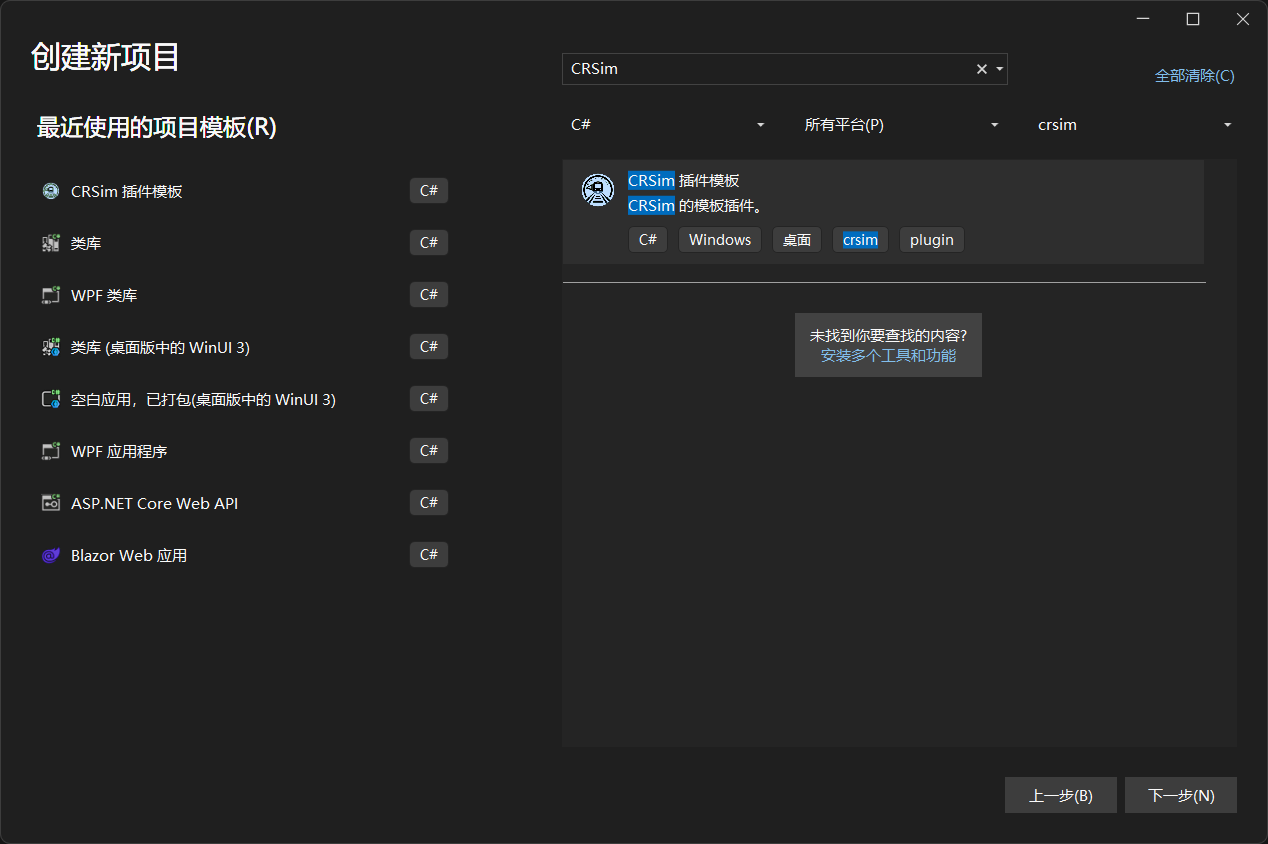 创建新项目
最近使用的项目模板(R)
CRSim 插件模板 C#
类库 C#
WPF 类库 C#
类库 (桌面版中的 WinUI 3) C#
空白应用，已打包(桌面版中的 WinUI 3) C#
WPF 应用程序 C#
ASP.NET Core Web API C#
Blazor Web 应用 C#
CRSim
全部清除(C)
C# 所有平台(P) crsim
CRSim 插件模板
CRSim 的模板插件。
C# Windows 桌面 crsim plugin
未找到你要查找的内容?
安装多个工具和功能
上一步(B) 下一步(N)